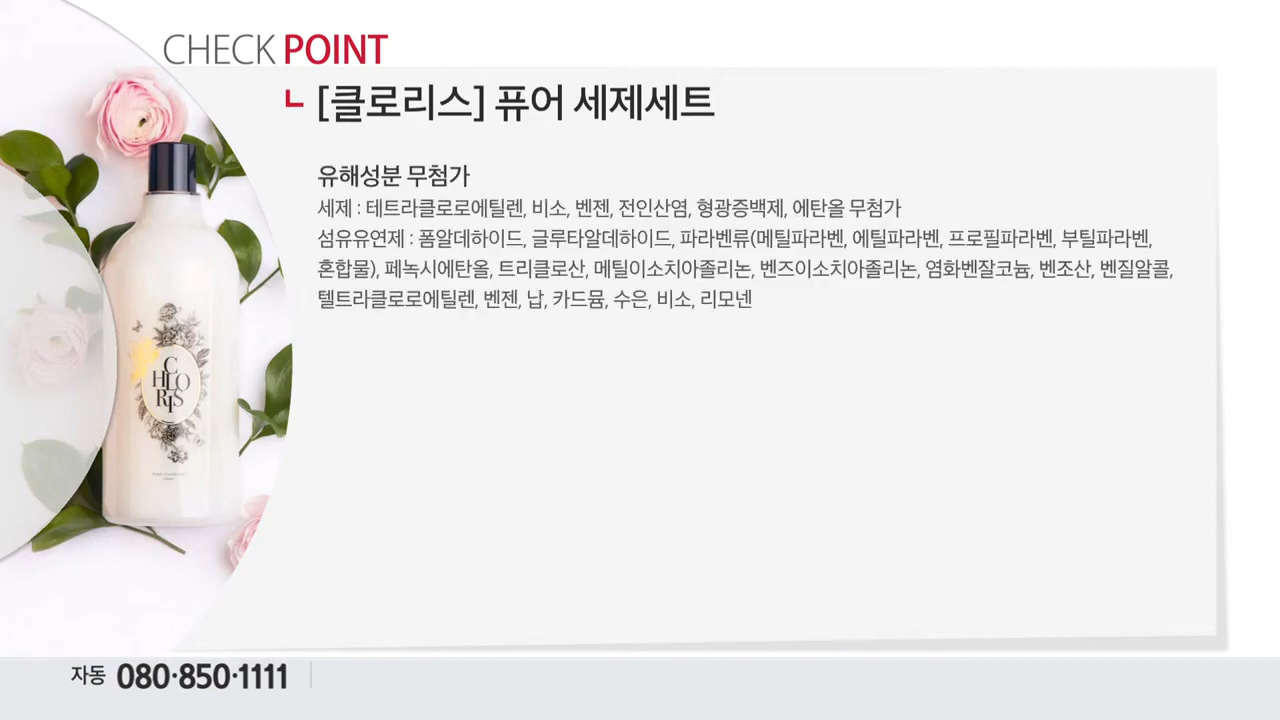 CHECK POINT
[클로리스] 퓨어 세제세트
유해성분 무첨가
세제 : 테트라클로로에틸렌, 비소, 벤젠, 전인산염, 형광증백제, 에탄올 무첨가
섬유유연제 : 폼알데하이드, 글루타알데하이드, 파라벤류(메틸파라벤, 에틸파라벤, 프로필파라벤, 부틸파라벤,
혼합물), 페녹시에탄올, 트리클로산, 메틸이소치아졸리논, 벤즈이소치아졸리논, 염화벤잘코늄, 벤조산, 벤질알콜,
텔트라클로로에틸렌, 벤젠, 납, 카드뮴, 수은, 비소, 리모넨
C
HLO
RIS
자동 080·850·1111